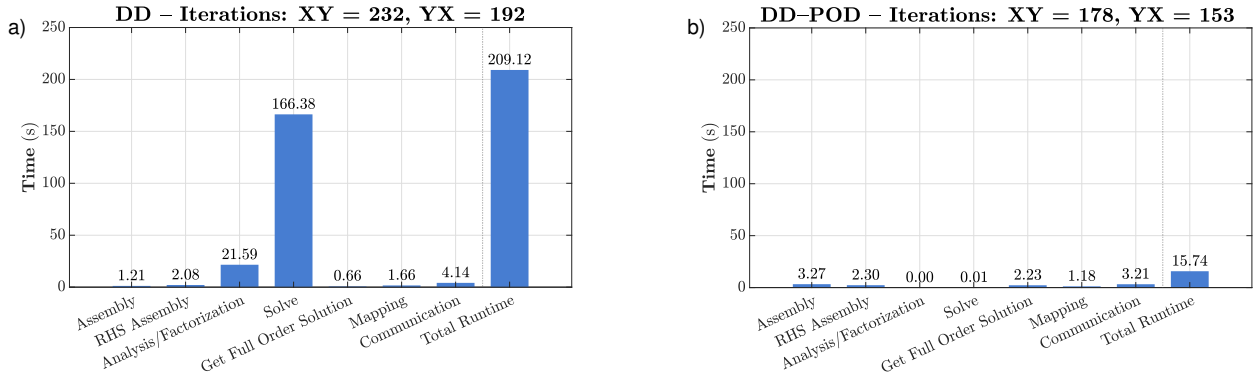 a)
DD – Iterations: XY = 232, YX = 192
Time (s)
250
200
150
100
50
0
1.21
2.08
21.59
166.38
0.66
1.66
4.14
209.12
Assembly
RHS Assembly
Analysis/Factorization
Solve
Get Full Order Solution
Mapping
Communication
Total Runtime
b)
DD–POD – Iterations: XY = 178, YX = 153
Time (s)
250
200
150
100
50
0
3.27
2.30
0.00
0.01
2.23
1.18
3.21
15.74
Assembly
RHS Assembly
Analysis/Factorization
Solve
Get Full Order Solution
Mapping
Communication
Total Runtime